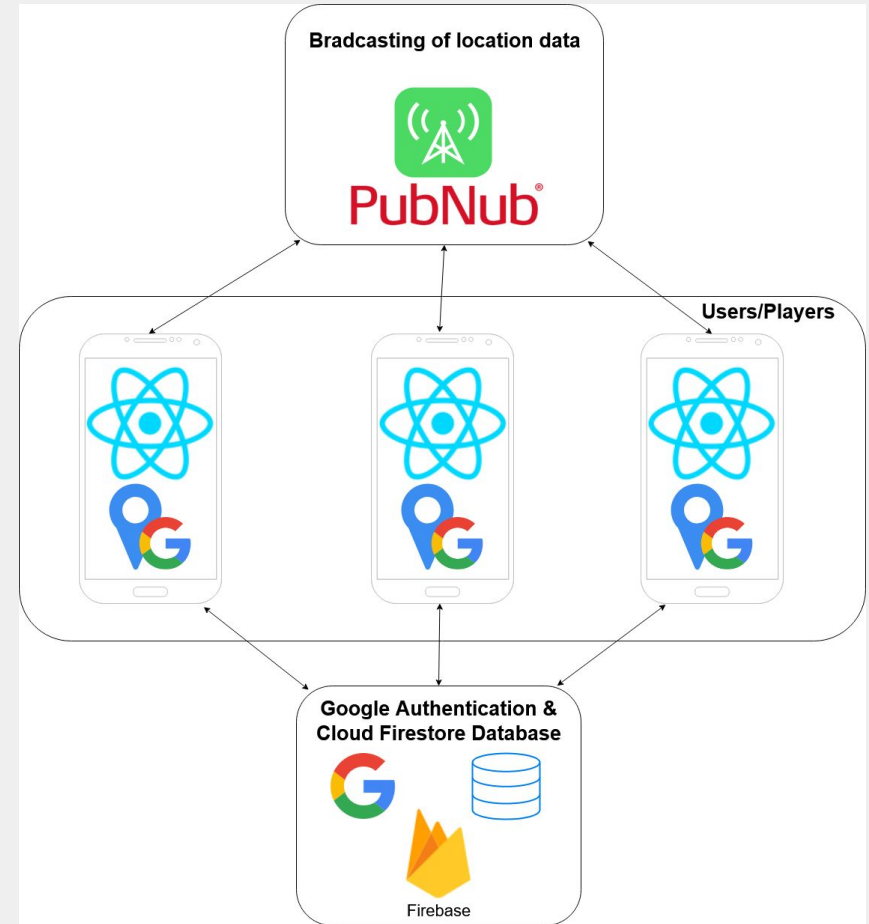 Bradcasting of location data
PubNub®
Users/Players
Google Authentication &
Cloud Firestore Database
Firebase